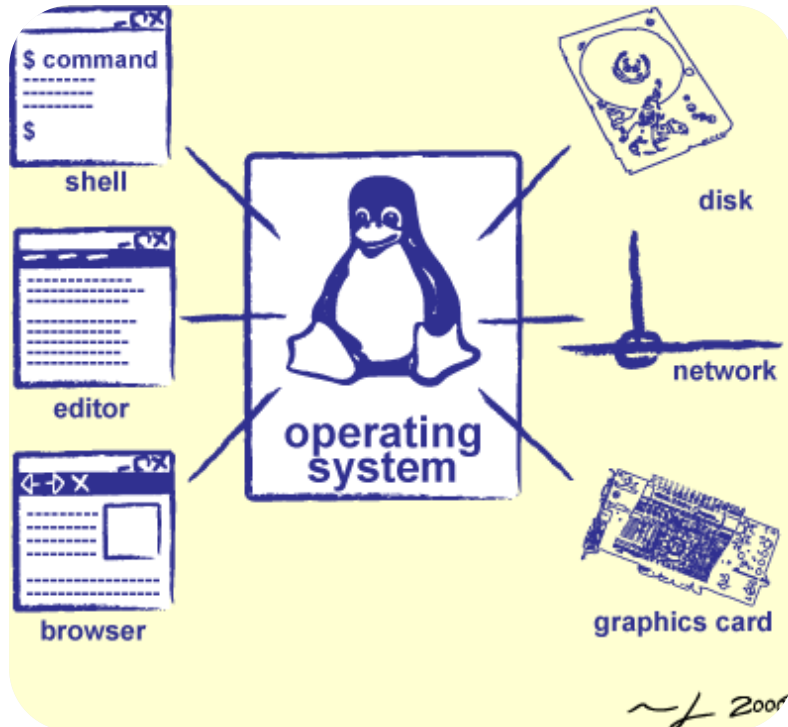 $ command
$
shell
editor
browser
operating
system
disk
network
graphics card